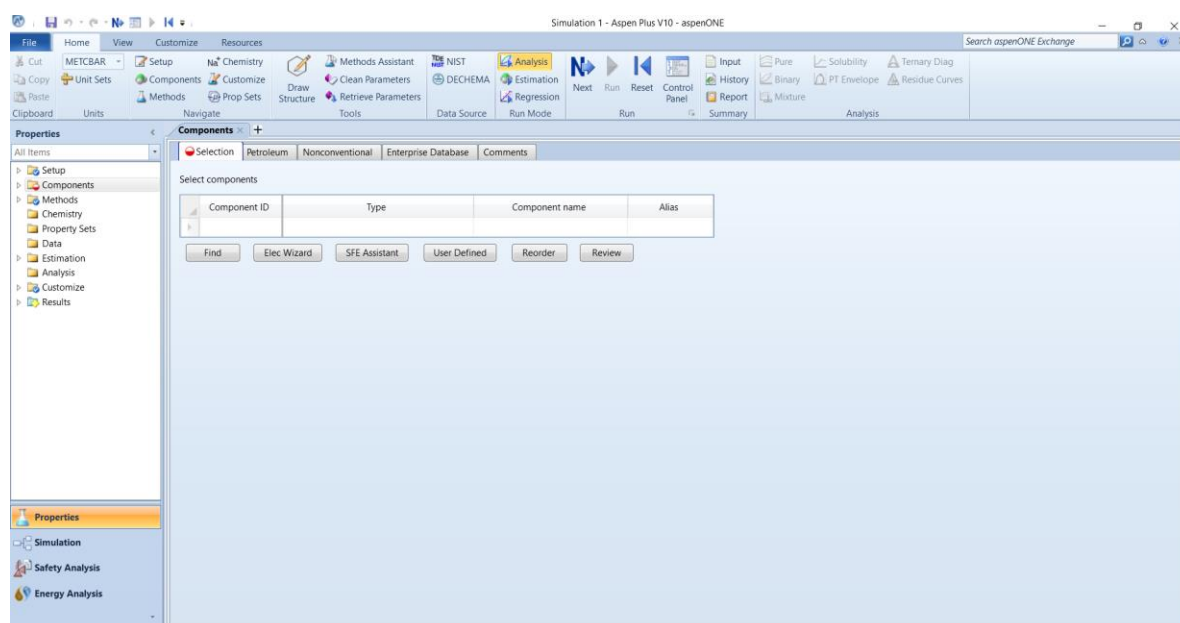 Simulation 1 - Aspen Plus V10 - aspenONE
File Home View Customize Resources Search aspenONE Exchange
Cut METCBAR Setup Na+ Chemistry Methods Assistant NIST Analysis Input Pure Solubility Ternary Diag
Copy Unit Sets Components Customize Draw Structure Clean Parameters DECHEMA Estimation Next Run Reset Control Panel History Binary PT Envelope Residue Curves
Paste Methods Prop Sets Retrieve Parameters Regression Report Mixture
Clipboard Units Navigate Tools Data Source Run Mode Run Summary Analysis
Properties Components
All Items Selection Petroleum Nonconventional Enterprise Database Comments
Setup
Components
Methods
Chemistry
Property Sets
Data
Estimation
Analysis
Customize
Results
Select components
Component ID Type Component name Alias
Find Elec Wizard SFE Assistant User Defined Reorder Review
Properties
Simulation
Safety Analysis
Energy Analysis